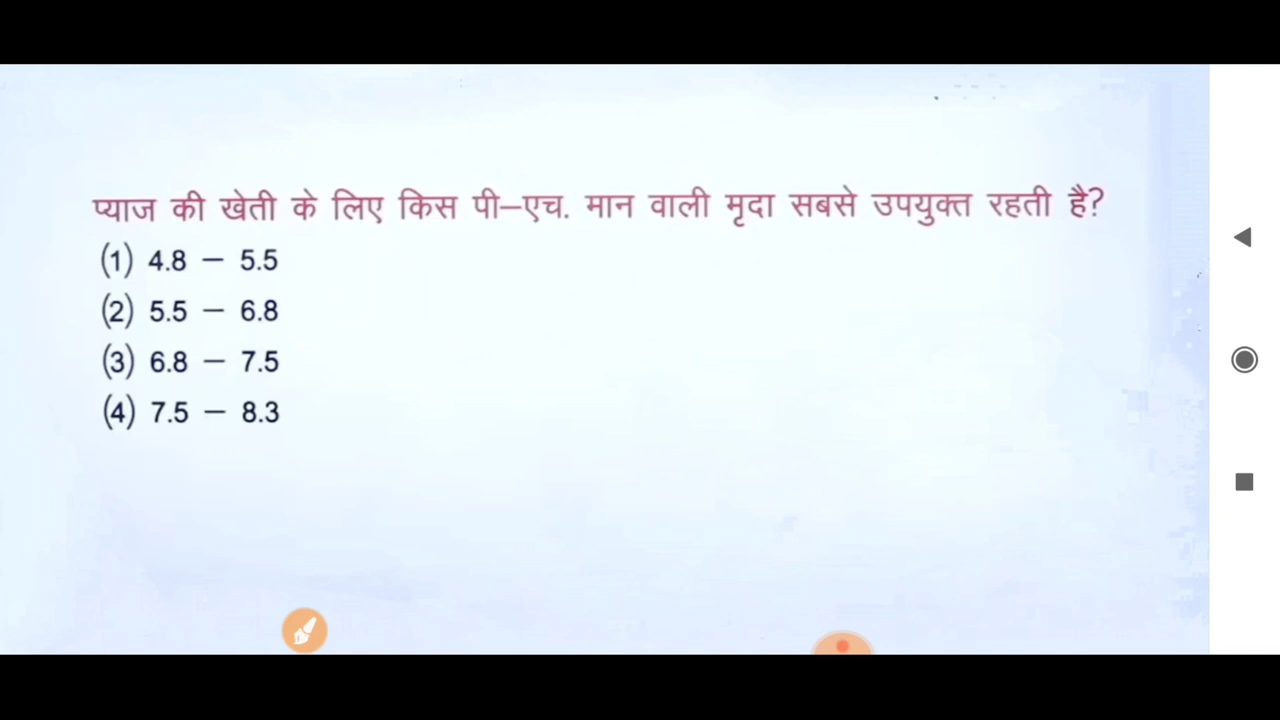 प्याज की खेती के लिए किस पी–एच. मान वाली मृदा सबसे उपयुक्त रहती है?
(1) 4.8 – 5.5
(2) 5.5 – 6.8
(3) 6.8 – 7.5
(4) 7.5 – 8.3